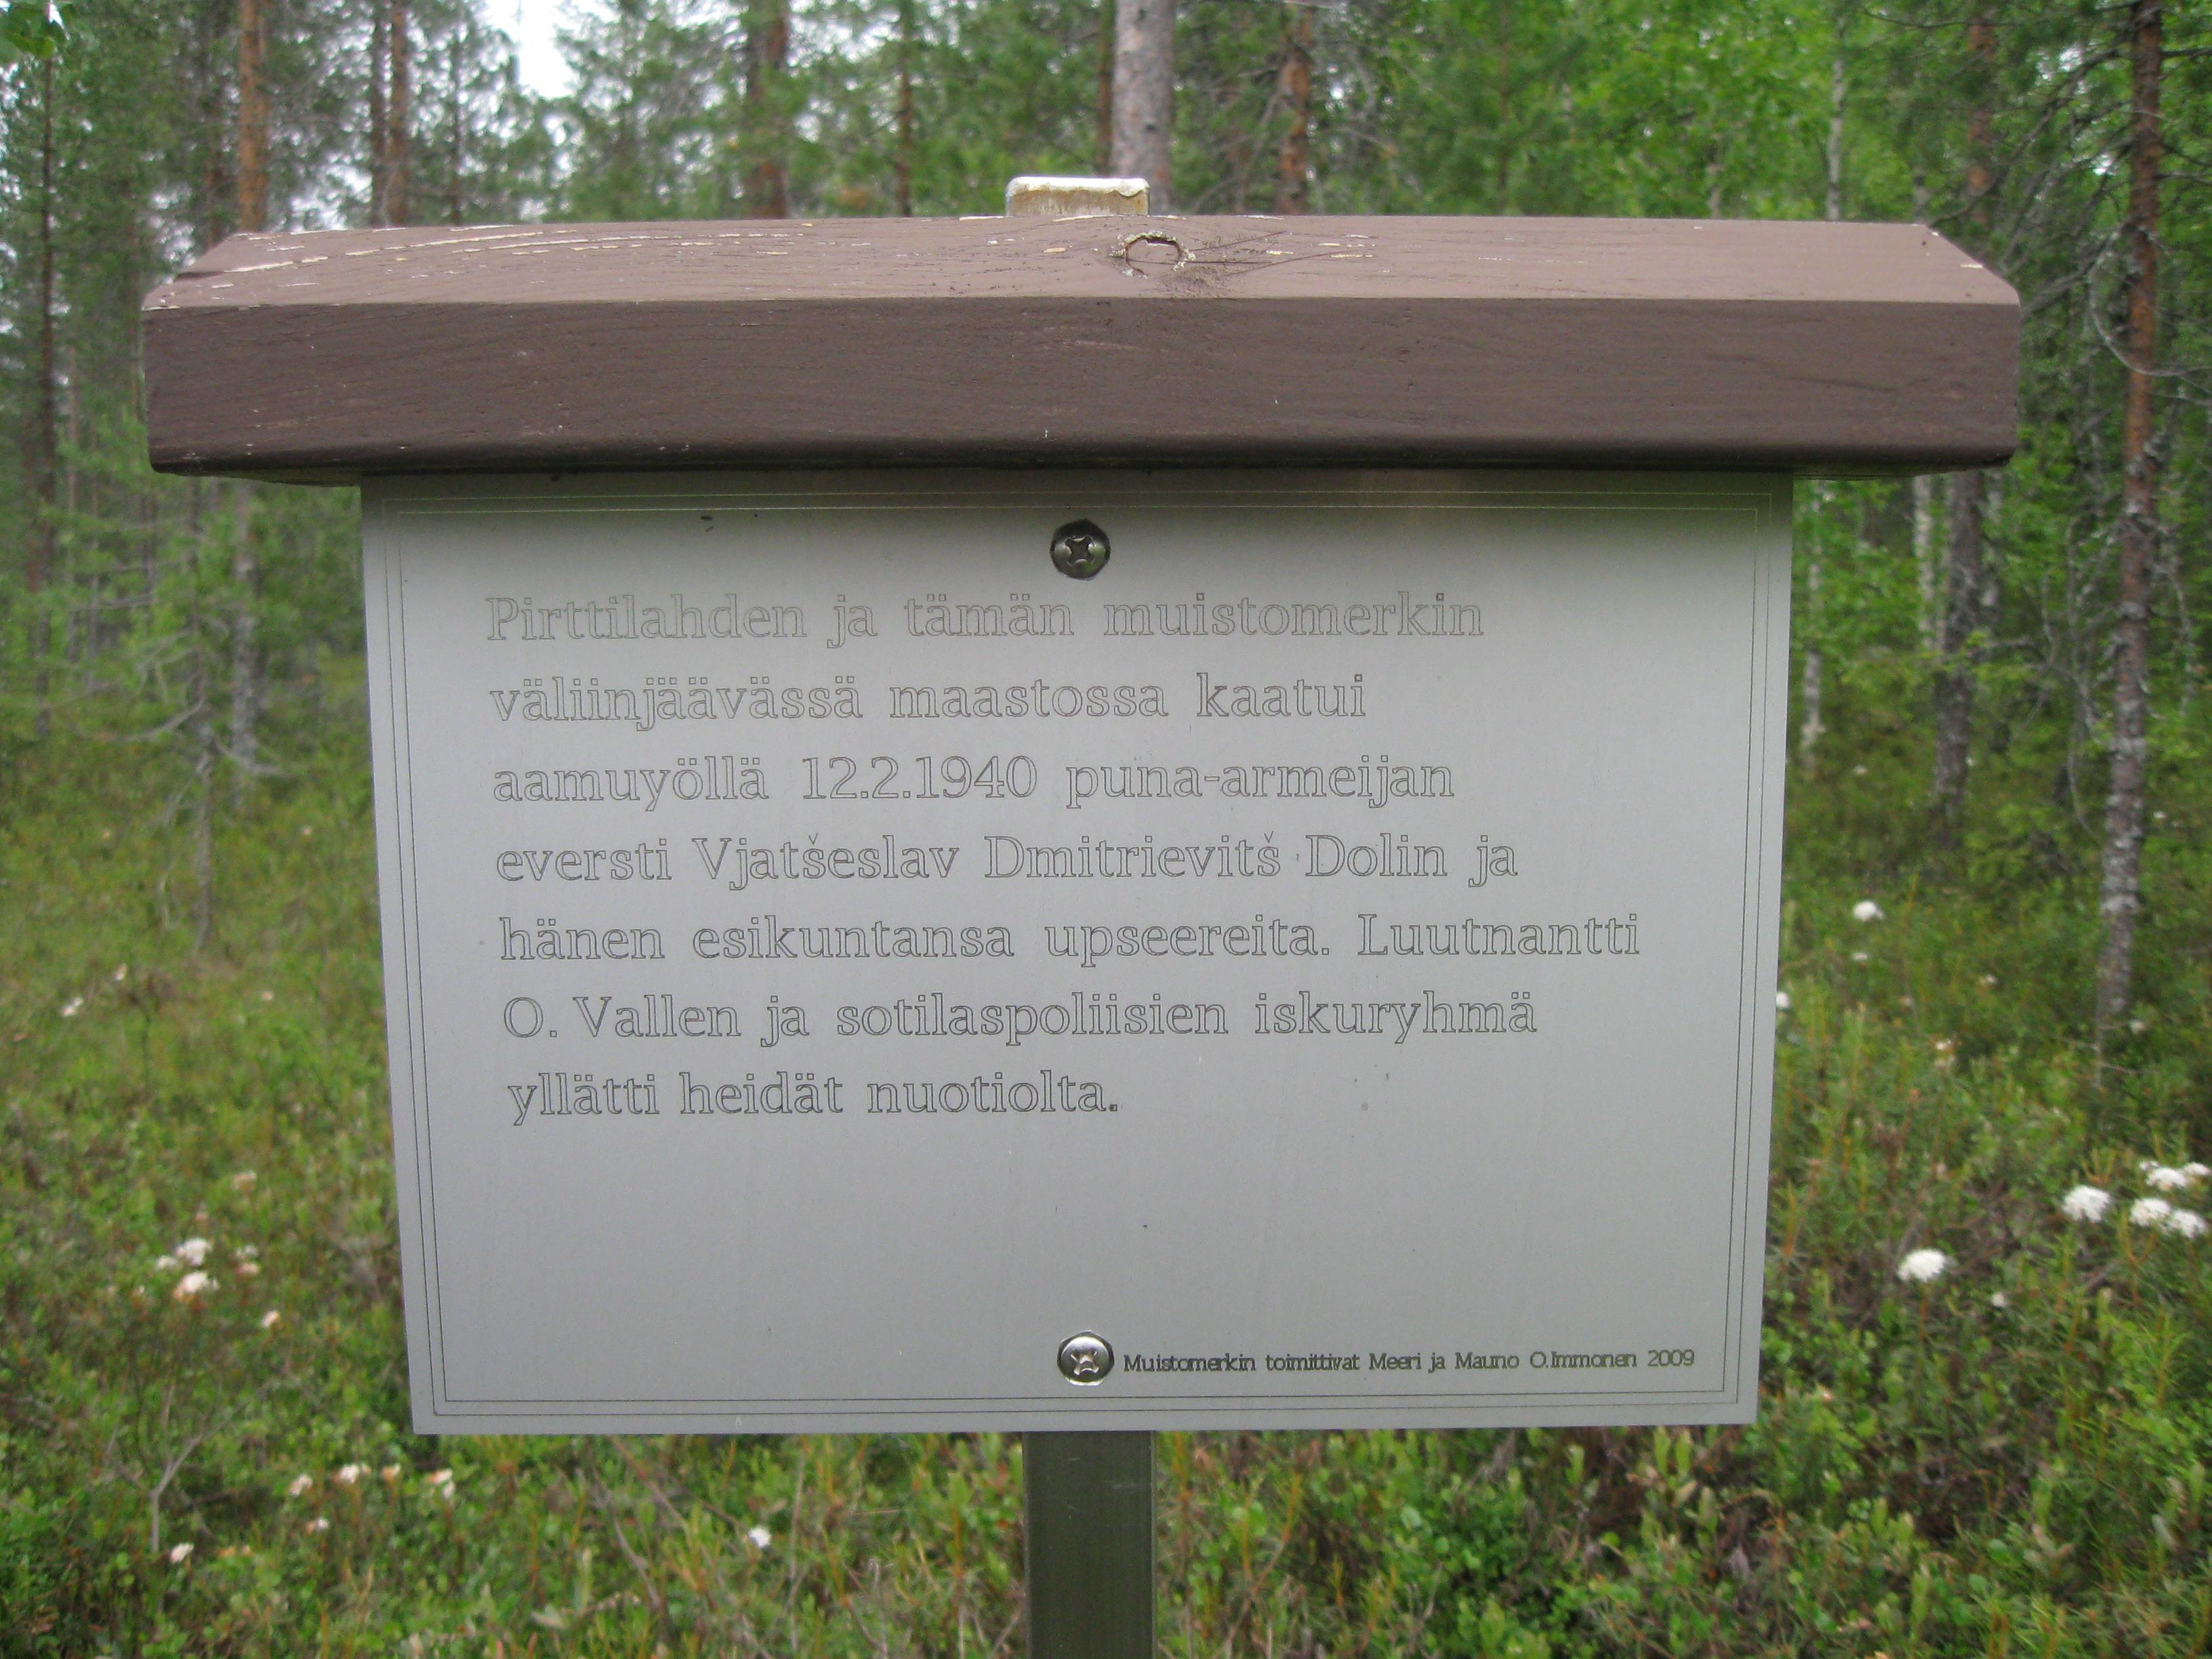 Pirttilahden ja tämän muistomerkin
väliinjäävässä maastossa kaatui
aamuyöllä 12.2.1940 puna-armeijan
eversti Vjatšeslav Dmitrievitš Dolin ja
hänen esikuntansa upseereita. Luutnantti
O. Vallen ja sotilaspoliisien iskuryhmä
yllätti heidät nuotiolta.
Muistomerkin toimittivat Meeri ja Mauno O.Immonen 2009